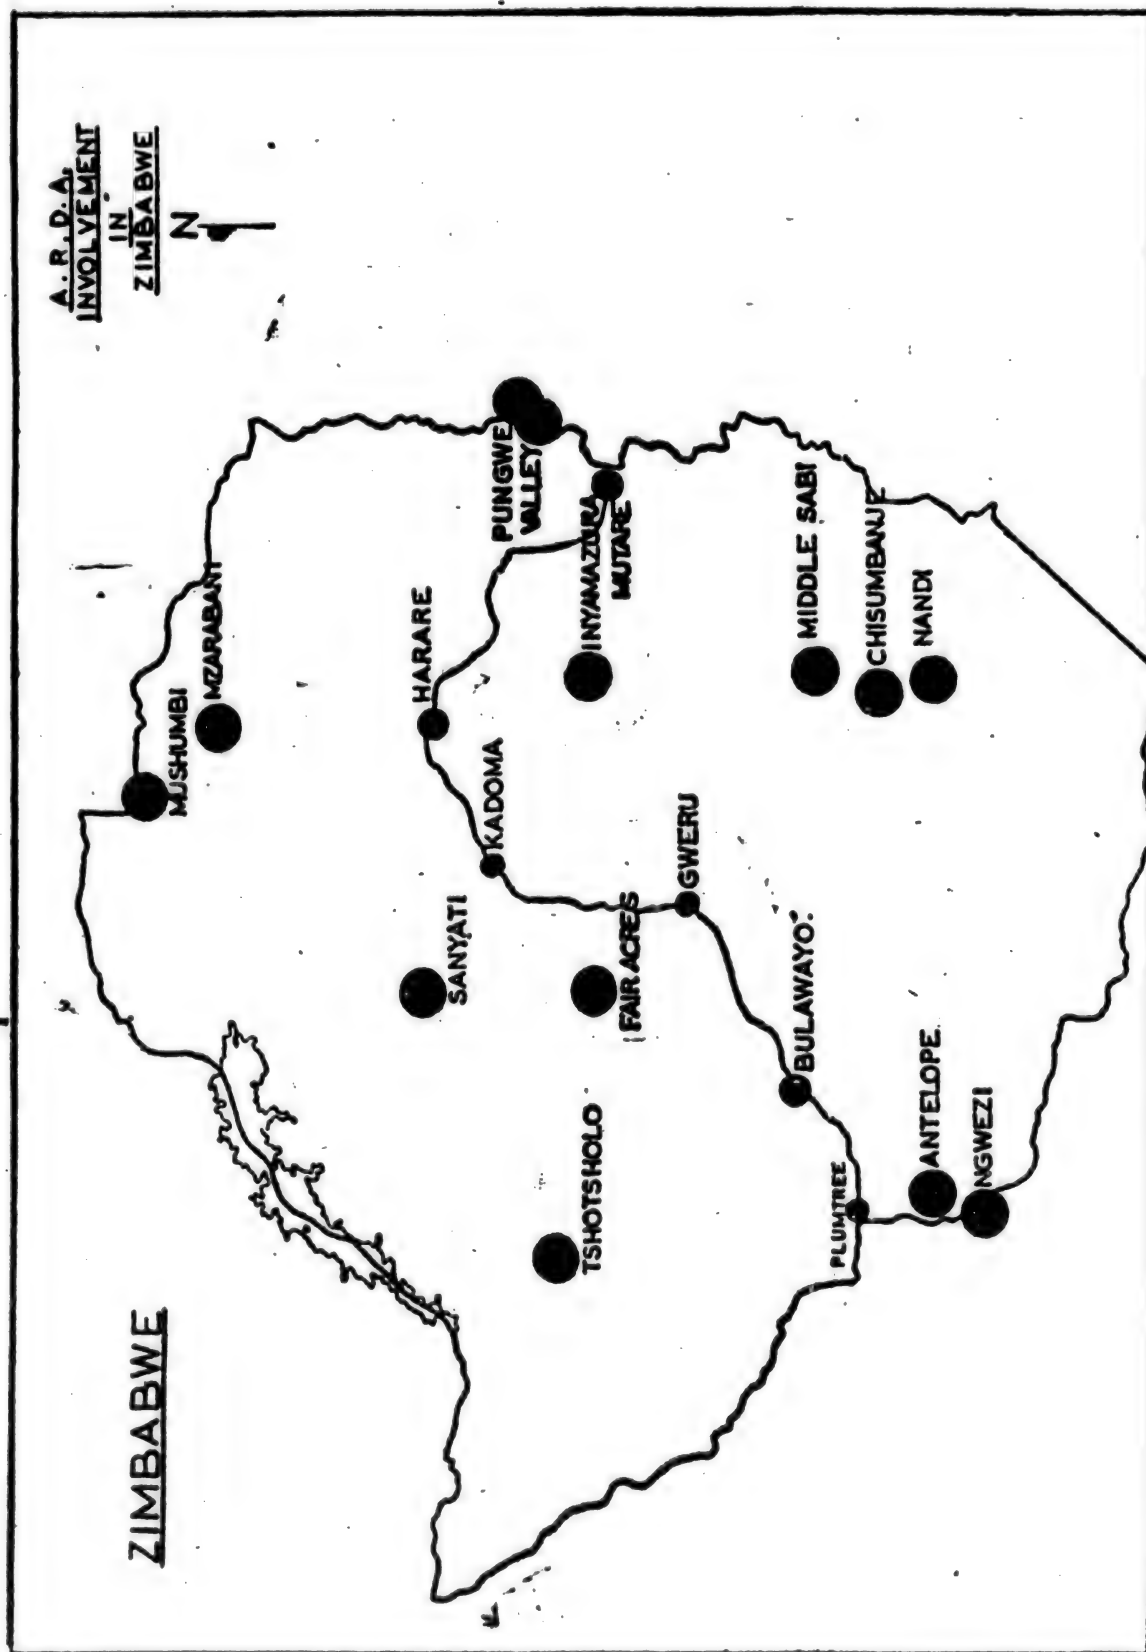 ZIMBABWE
A.R.D.A.
INVOLVEMENT
IN
ZIMBABWE
N
MUSHUMBI
MZARABANI
HARARE
KADOMA
SANYATI
PUNGWE
VALLEY
INYAMAZURA
MUTARE
FAIR ACRES
GWERU
TSHOTSHOLO
BULAWAYO
MIDDLE SABI
CHISUMBANJE
NANDI
PLUMTREE
ANTELOPE
NGWEZI